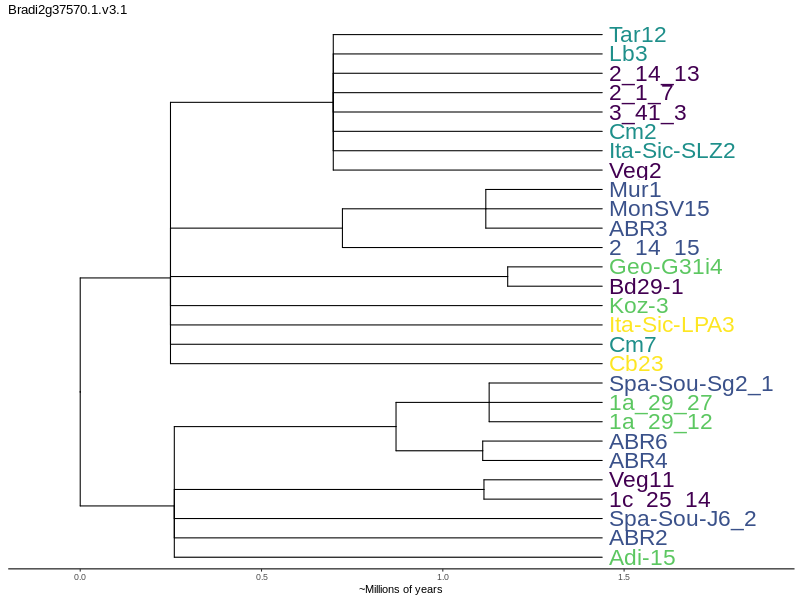 Bradi2g37570.1.v3.1
Tar12
Lb3
2_14_13
2_1_7
3_41_3
Cm2
Ita-Sic-SLZ2
Veg2
Mur1
MonSV15
ABR3
2_14_15
Geo-G31i4
Bd29-1
Koz-3
Ita-Sic-LPA3
Cm7
Cb23
Spa-Sou-Sg2_1
1a_29_27
1a_29_12
ABR6
ABR4
Veg11
1c_25_14
Spa-Sou-J6_2
ABR2
Adi-15
0.0 0.5 1.0 1.5
~Millions of years